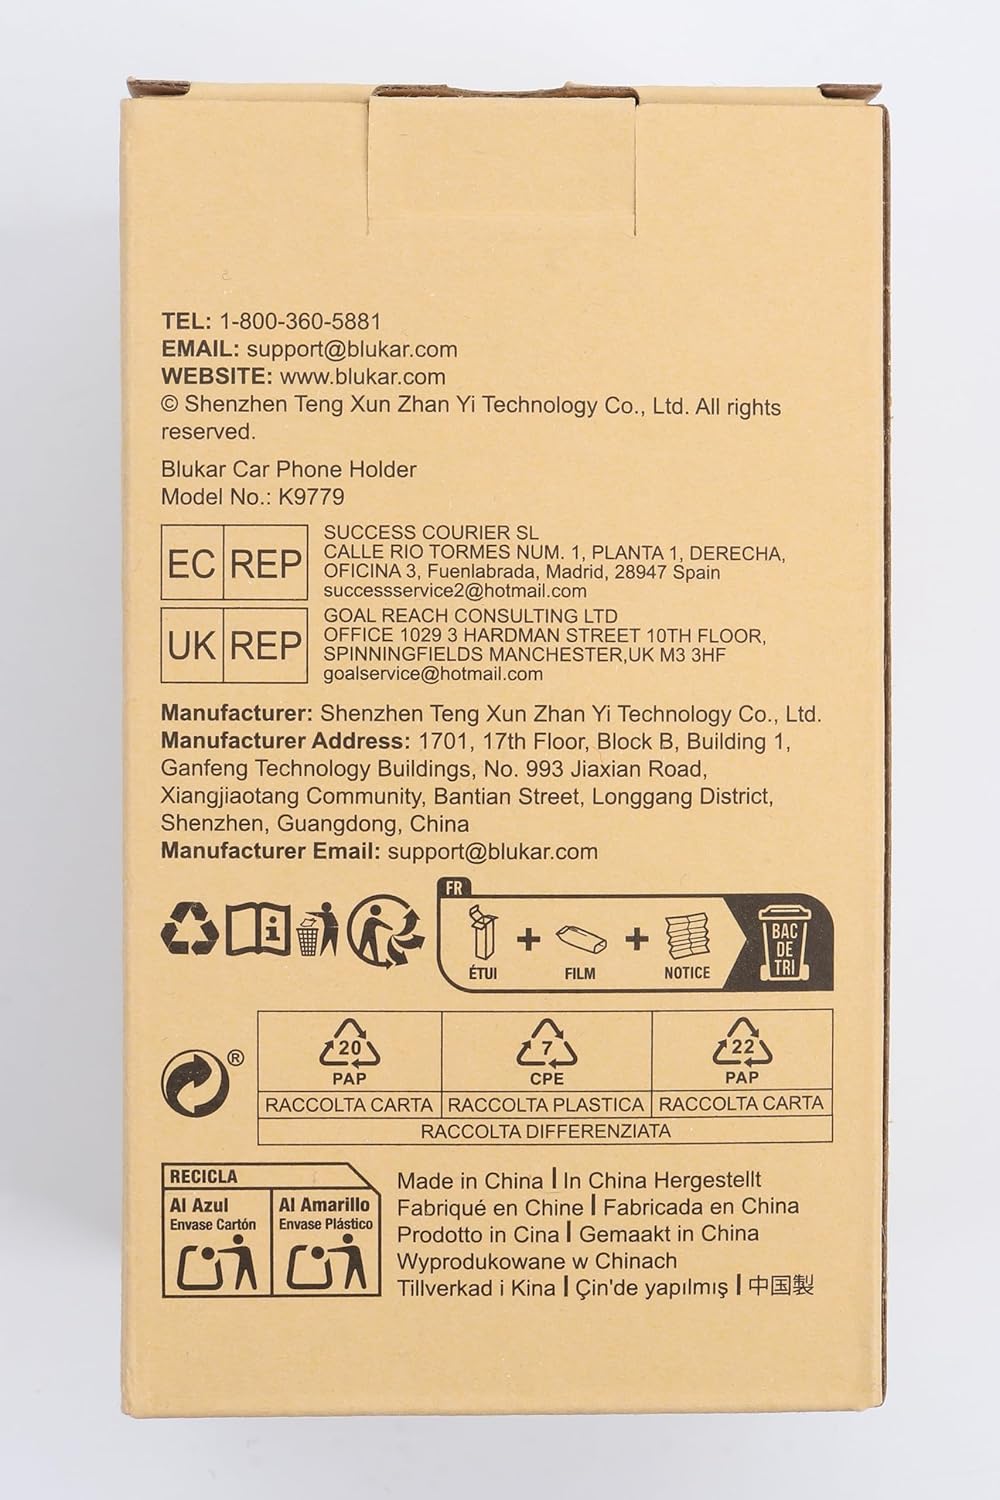 TEL: 1-800-360-5881
EMAIL: support@blukar.com
WEBSITE: www.blukar.com
© Shenzhen Teng Xun Zhan Yi Technology Co., Ltd. All rights
reserved.
Blukar Car Phone Holder
Model No.: K9779
EC REP
SUCCESS COURIER SL
CALLE RIO TORMES NUM. 1, PLANTA 1, DERECHA,
OFICINA 3, Fuenlabrada, Madrid, 28947 Spain
successservice2@hotmail.com
UK REP
GOAL REACH CONSULTING LTD
OFFICE 1029 3 HARDMAN STREET 10TH FLOOR,
SPINNINGFIELDS MANCHESTER,UK M3 3HF
goalservice@hotmail.com
Manufacturer: Shenzhen Teng Xun Zhan Yi Technology Co., Ltd.
Manufacturer Address: 1701, 17th Floor, Block B, Building 1,
Ganfeng Technology Buildings, No. 993 Jiaxian Road,
Xiangjiaotang Community, Bantian Street, Longgang District,
Shenzhen, Guangdong, China
Manufacturer Email: support@blukar.com
FR
ÉTUI + FILM + NOTICE
BAC
DE
TRI
®
20 7 22
PAP CPE PAP
RACCOLTA CARTA RACCOLTA PLASTICA RACCOLTA CARTA
RACCOLTA DIFFERENZIATA
RECICLA
Al Azul Al Amarillo
Envase Cartón Envase Plástico
Made in China | In China Hergestellt
Fabriqué en Chine | Fabricada en China
Prodotto in Cina | Gemaakt in China
Wyprodukowane w Chinach
Tillverkad i Kina | Çin'de yapılmış | 中国製